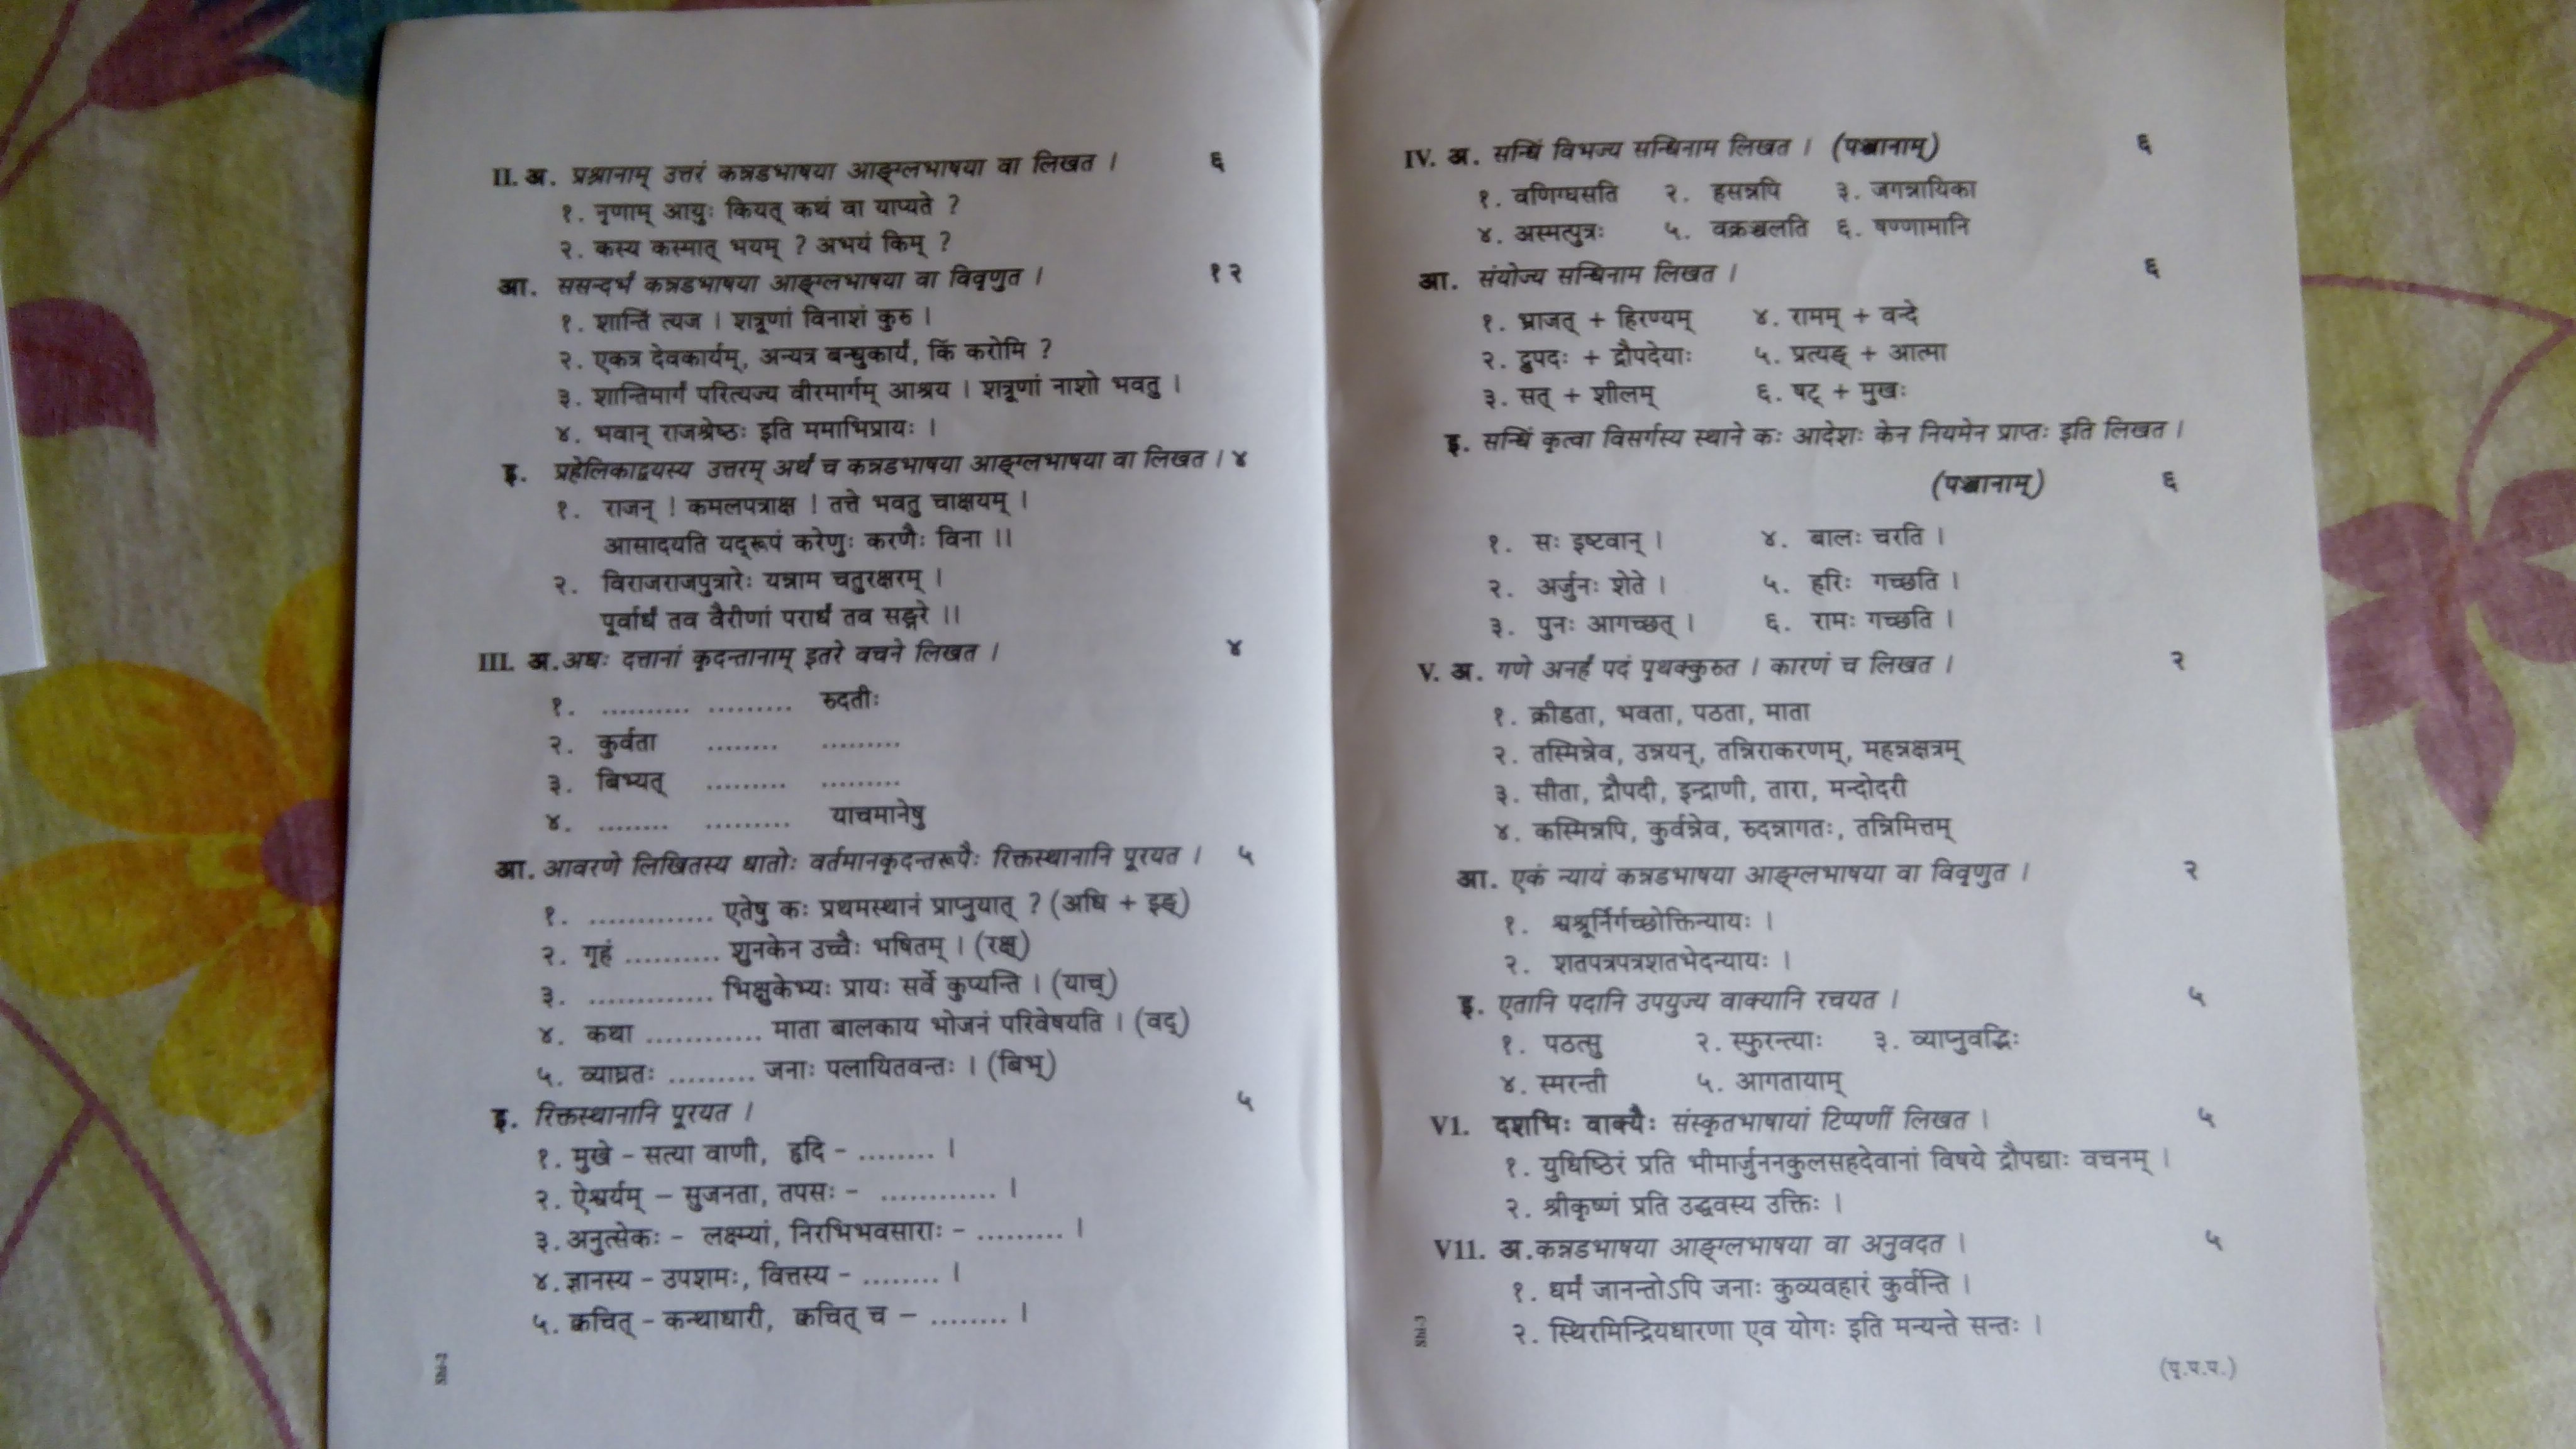 II. अ. प्रश्नानाम् उत्तरं कन्नडभाषया आङ्ग्लभाषया वा लिखत । ६
१. नृणाम् आयुः कियत् कथं वा याप्यते ?
२. कस्य कस्मात् भयम् ? अभयं किम् ?
आ. ससन्दर्भं कन्नडभाषया आङ्ग्लभाषया वा विवृणुत । १२
१. शान्तिं त्यज । शत्रूणां विनाशं कुरु ।
२. एकत्र देवकार्यम्, अन्यत्र बन्धुकार्यं, किं करोमि ?
३. शान्तिमार्गं परित्यज्य वीरमार्गम् आश्रय । शत्रूणां नाशो भवतु ।
४. भवान् राजश्रेष्ठः इति ममाभिप्रायः ।
इ. प्रहेलिकाद्वयस्य उत्तरम् अर्थं च कन्नडभाषया आङ्ग्लभाषया वा लिखत । ४
१. राजन् ! कमलपत्राक्ष ! तत्ते भवतु चाक्षयम् ।
आसादयति यद्रूपं करेणुः करणैः विना ।।
२. विराजराजपुत्रारेः यन्नाम चतुरक्षरम् ।
पूर्वार्धं तव वैरीणां परार्धं तव सङ्गरे ।।
III. अ. अधः दत्तानां कृदन्तानाम् इतरे वचने लिखत । ४
१. .......... ......... रुदतीः
२. कुर्वता ........ .........
३. बिभ्यत् ......... .........
४. ........ .......... याचमानेषु
आ. आवरणे लिखितस्य धातोः वर्तमानकृदन्तरूपैः रिक्तस्थानानि पूरयत । ५
१. ............. एतेषु कः प्रथमस्थानं प्राप्नुयात् ? (अधि + इङ्)
२. गृहं .......... शुनकेन उच्चैः भषितम् । (रक्ष्)
३. ............. भिक्षुकेभ्यः प्रायः सर्वे कुप्यन्ति । (याच्)
४. कथा ............ माता बालकाय भोजनं परिवेषयति । (वद्)
५. व्याघ्रतः ......... जनाः पलायितवन्तः । (बिभ्)
इ. रिक्तस्थानानि पूरयत । ५
१. मुखे - सत्या वाणी, हृदि - ........ ।
२. ऐश्वर्यम् - सुजनता, तपसः - ............ ।
३. अनुत्सेकः - लक्ष्म्यां, निरभिभवसाराः - ......... ।
४. ज्ञानस्य - उपशमः, वित्तस्य - ........ ।
५. क्वचित् - कन्थाधारी, क्वचित् च - ........ ।
Shi-2
IV. अ. सन्धिं विभज्य सन्धिनाम लिखत । (पञ्चानाम्) ६
१. वणिग्घसति २. हसन्नपि ३. जगन्नायिका
४. अस्मत्पुत्रः ५. वक्रञ्चलति ६. षण्णामानि
आ. संयोज्य सन्धिनाम लिखत । ६
१. भ्राजत् + हिरण्यम् ४. रामम् + वन्दे
२. द्रुपदः + द्रौपदेयाः ५. प्रत्यङ् + आत्मा
३. सत् + शीलम् ६. षट् + मुखः
इ. सन्धिं कृत्वा विसर्गस्य स्थाने कः आदेशः केन नियमेन प्राप्तः इति लिखत ।
(पञ्चानाम्) ६
१. सः इष्टवान् । ४. बालः चरति ।
२. अर्जुनः शेते । ५. हरिः गच्छति ।
३. पुनः आगच्छत् । ६. रामः गच्छति ।
V. अ. गणे अनर्हं पदं पृथक्कुरुत । कारणं च लिखत । २
१. क्रीडता, भवता, पठता, माता
२. तस्मिन्नेव, उन्नयन्, तन्निराकरणम्, महन्नक्षत्रम्
३. सीता, द्रौपदी, इन्द्राणी, तारा, मन्दोदरी
४. कस्मिन्नपि, कुर्वन्नेव, रुदन्नागतः, तन्निमित्तम्
आ. एकं न्यायं कन्नडभाषया आङ्ग्लभाषया वा विवृणुत । २
१. श्वश्रूर्निर्गच्छोक्तिन्यायः ।
२. शतपत्रपत्रशतभेदन्यायः ।
इ. एतानि पदानि उपयुज्य वाक्यानि रचयत । ५
१. पठत्सु २. स्फुरन्त्याः ३. व्याप्नुवद्भिः
४. स्मरन्ती ५. आगतायाम्
V1. दशभिः वाक्यैः संस्कृतभाषायां टिप्पणीं लिखत । ५
१. युधिष्ठिरं प्रति भीमार्जुननकुलसहदेवानां विषये द्रौपद्याः वचनम् ।
२. श्रीकृष्णं प्रति उद्धवस्य उक्तिः ।
V11. अ. कन्नडभाषया आङ्ग्लभाषया वा अनुवदत । ५
१. धर्मं जानन्तोऽपि जनाः कुव्यवहारं कुर्वन्ति ।
२. स्थिरमिन्द्रियधारणा एव योगः इति मन्यन्ते सन्तः ।
Shi-3
(पृ.प.प.)